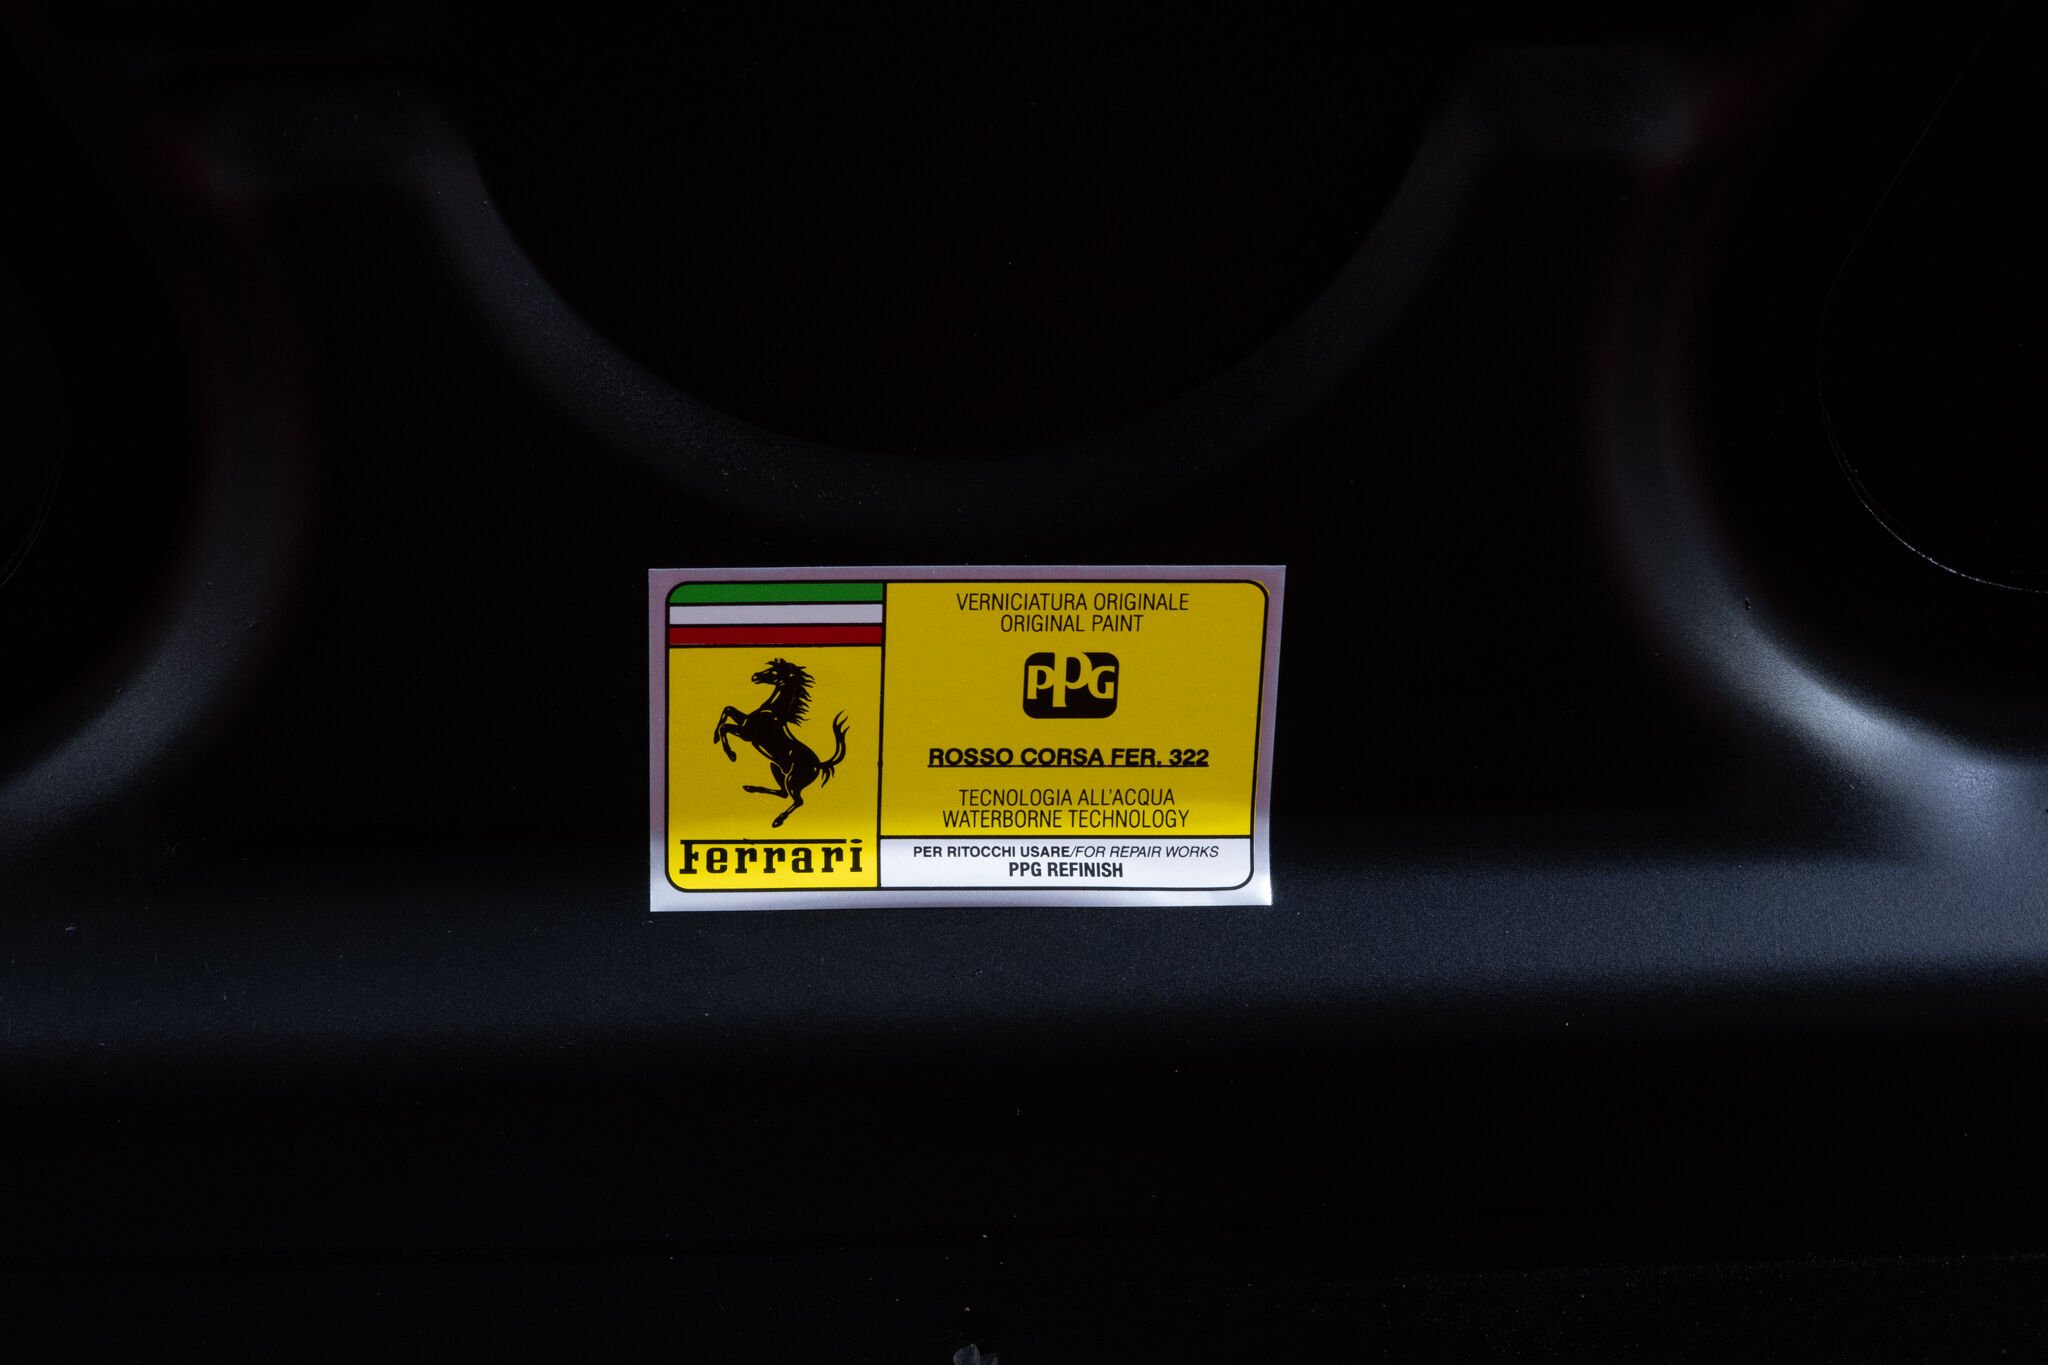 VERNICIATURA ORIGINALE
ORIGINAL PAINT
PPG
ROSSO CORSA FER. 322
TECNOLOGIA ALL'ACQUA
WATERBORNE TECHNOLOGY
PER RITOCCHI USARE/FOR REPAIR WORKS
PPG REFINISH
Ferrari